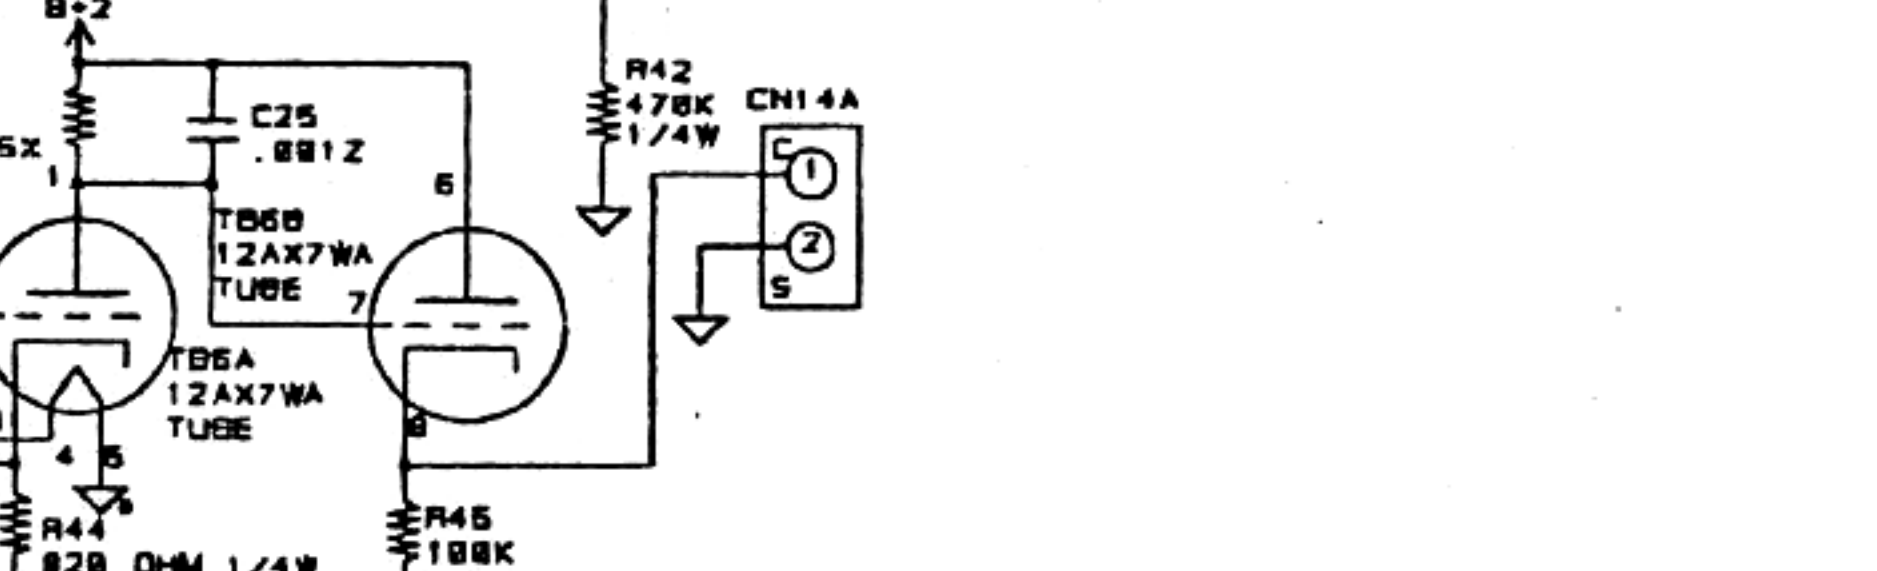 B+2
R42
470K
1/4W
CN14A
C25
.001Z
5X
1
6
C
1
2
S
TB6B
12AX7WA
TUBE
7
TB6A
12AX7WA
TUBE
8
4
5
R44
820 OHM 1/4W
R45
100K